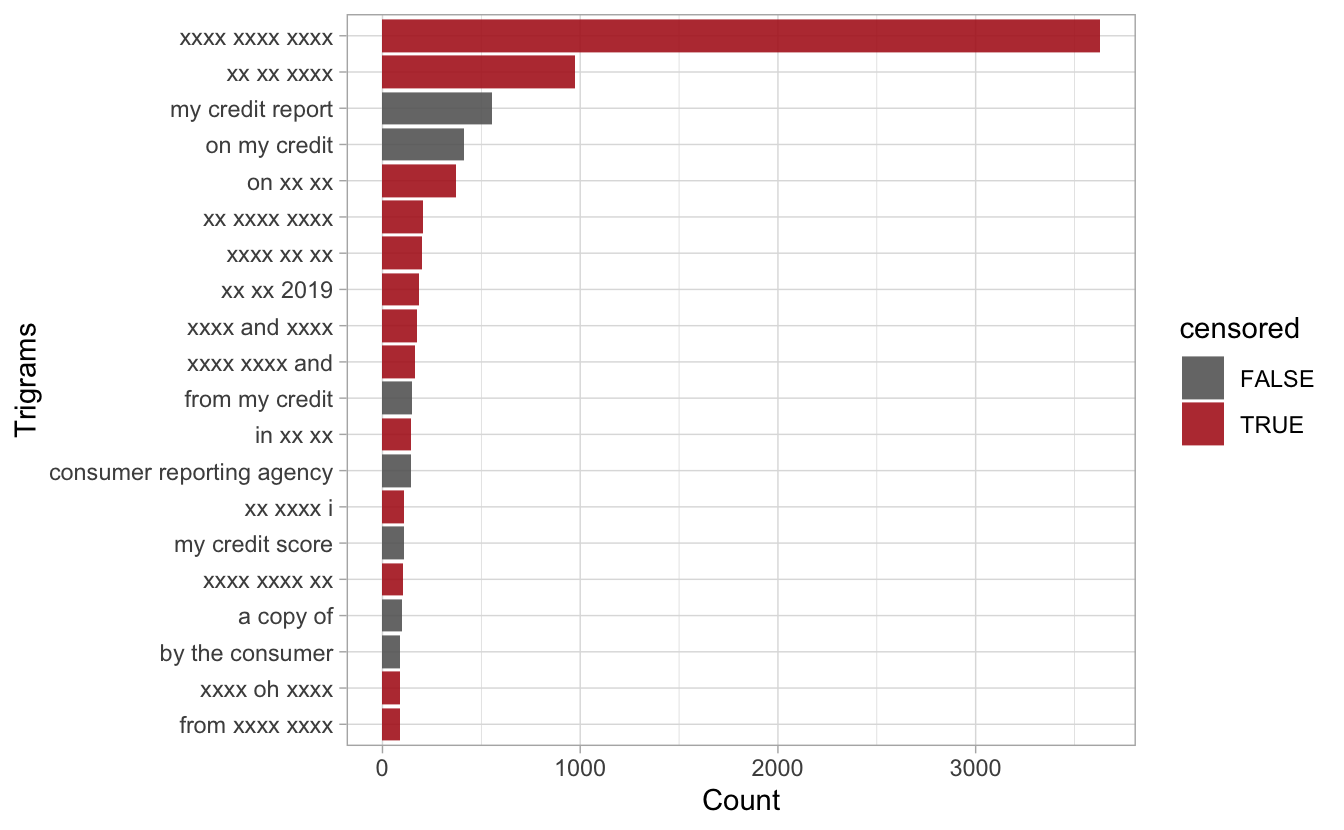 xxxx xxxx xxxx
xx xx xxxx
my credit report
on my credit
on xx xx
xx xxxx xxxx
xxxx xx xx
xx xx 2019
xxxx and xxxx
xxxx xxxx and
from my credit
in xx xx
consumer reporting agency
xx xxxx i
my credit score
xxxx xxxx xx
a copy of
by the consumer
xxxx oh xxxx
from xxxx xxxx
Trigrams
0 1000 2000 3000
Count
censored
FALSE
TRUE